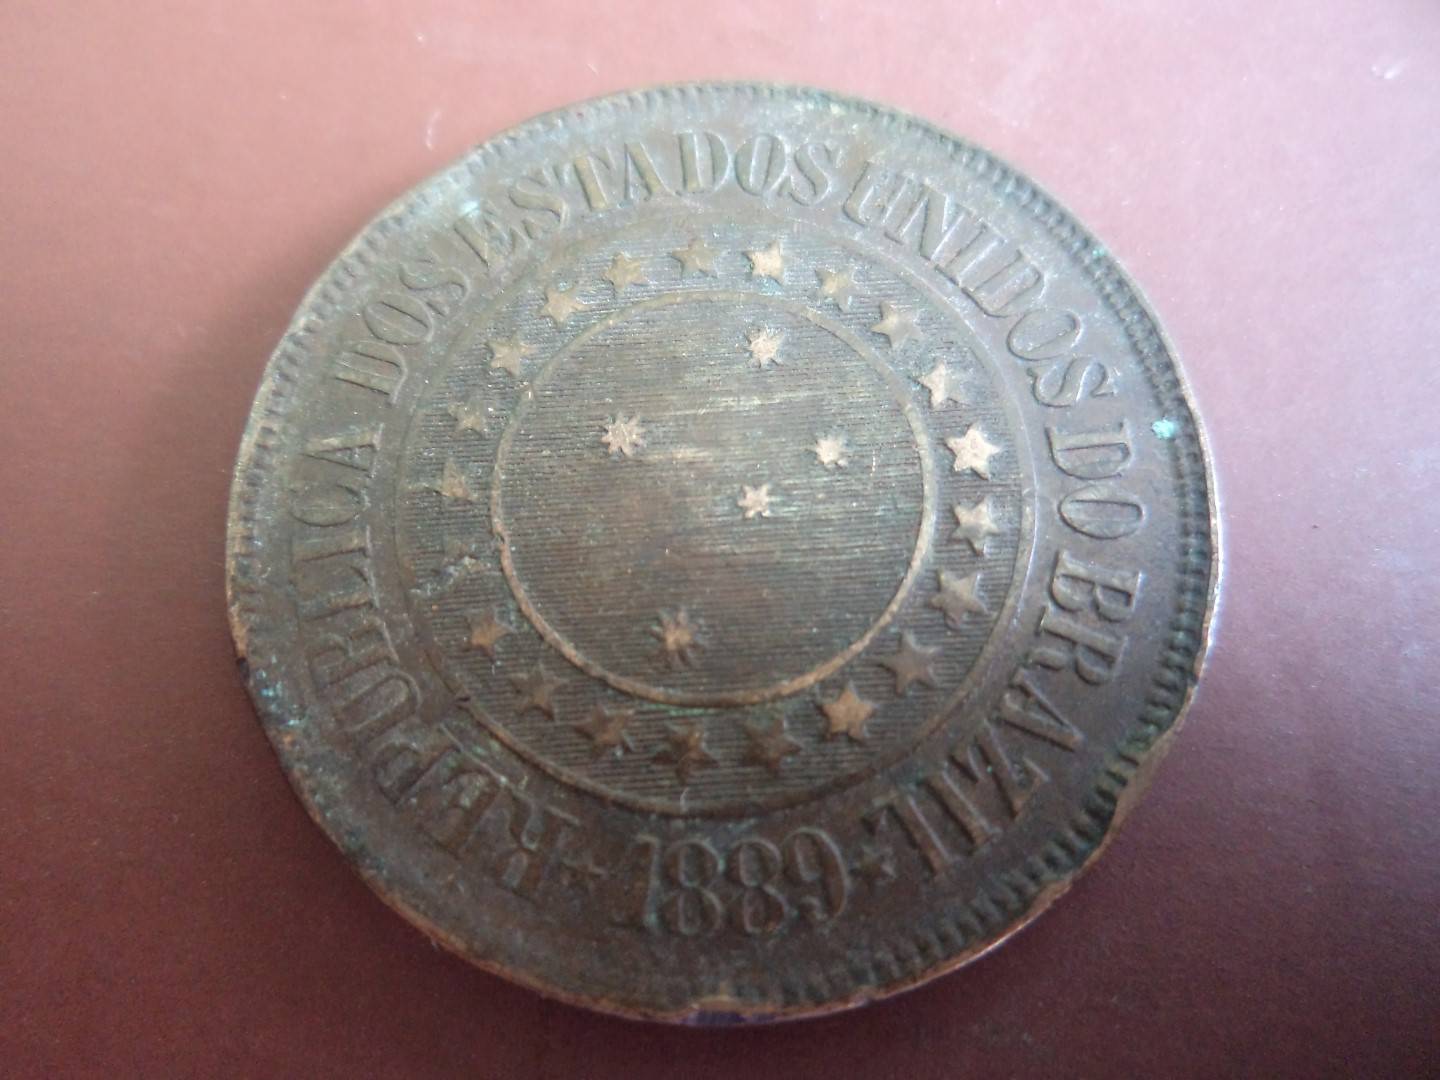 REPUBLICA DOS ESTADOS UNIDOS DO BRAZIL
1889